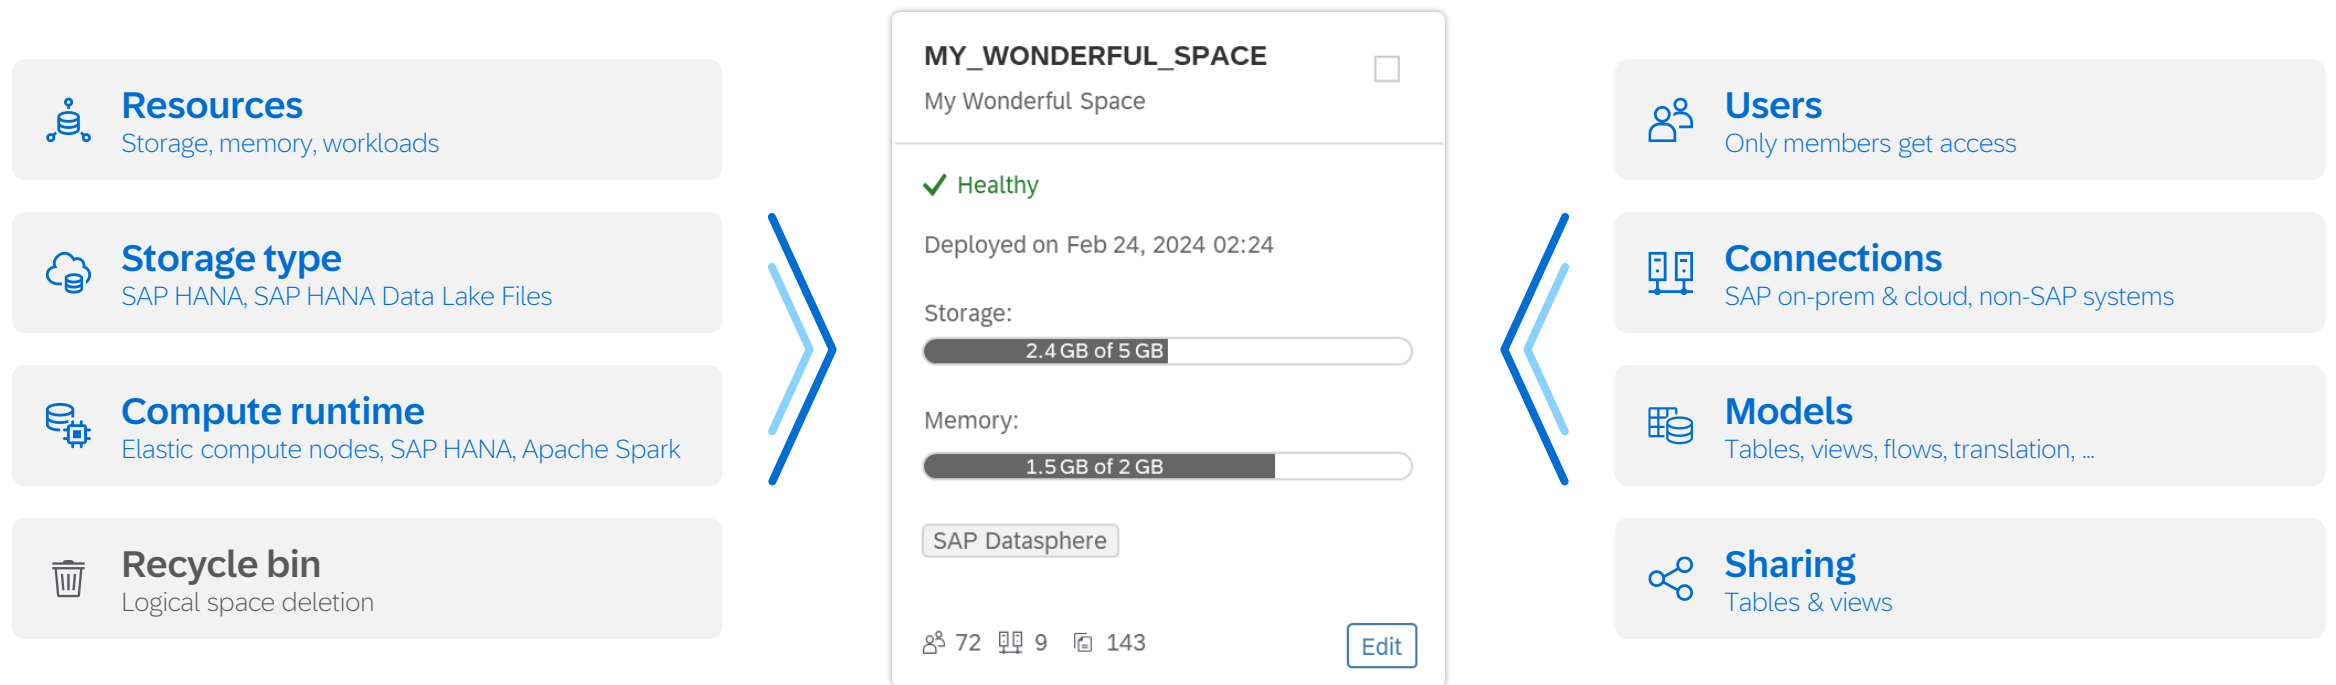 Resources
Storage, memory, workloads
Storage type
SAP HANA, SAP HANA Data Lake Files
Compute runtime
Elastic compute nodes, SAP HANA, Apache Spark
Recycle bin
Logical space deletion
MY_WONDERFUL_SPACE
My Wonderful Space
Healthy
Deployed on Feb 24, 2024 02:24
Storage:
2.4 GB of 5 GB
Memory:
1.5 GB of 2 GB
SAP Datasphere
72 9 143
Edit
Users
Only members get access
Connections
SAP on-prem & cloud, non-SAP systems
Models
Tables, views, flows, translation, ...
Sharing
Tables & views